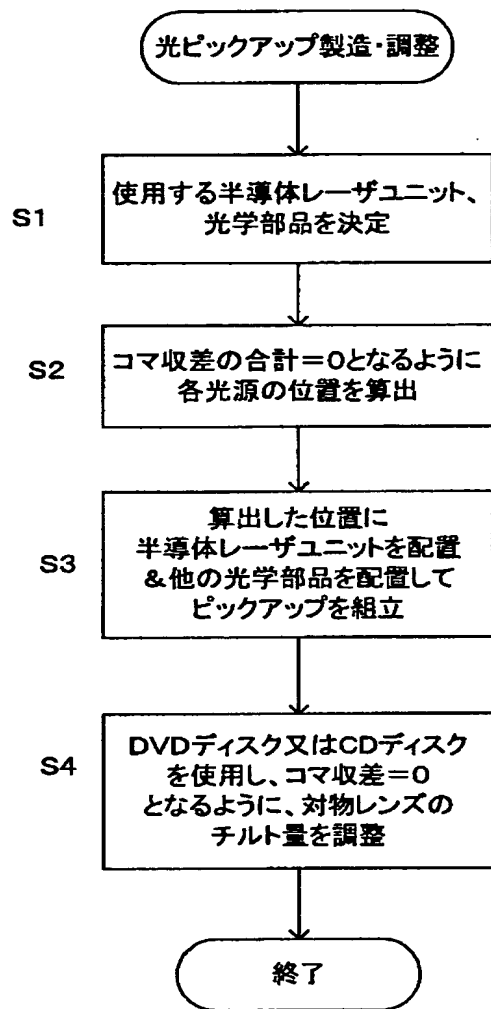 光ピックアップ製造・調整
S1
使用する半導体レーザユニット、
光学部品を決定
S2
コマ収差の合計＝0となるように
各光源の位置を算出
S3
算出した位置に
半導体レーザユニットを配置
＆他の光学部品を配置して
ピックアップを組立
S4
DVDディスク又はCDディスク
を使用し、コマ収差＝0
となるように、対物レンズの
チルト量を調整
終了